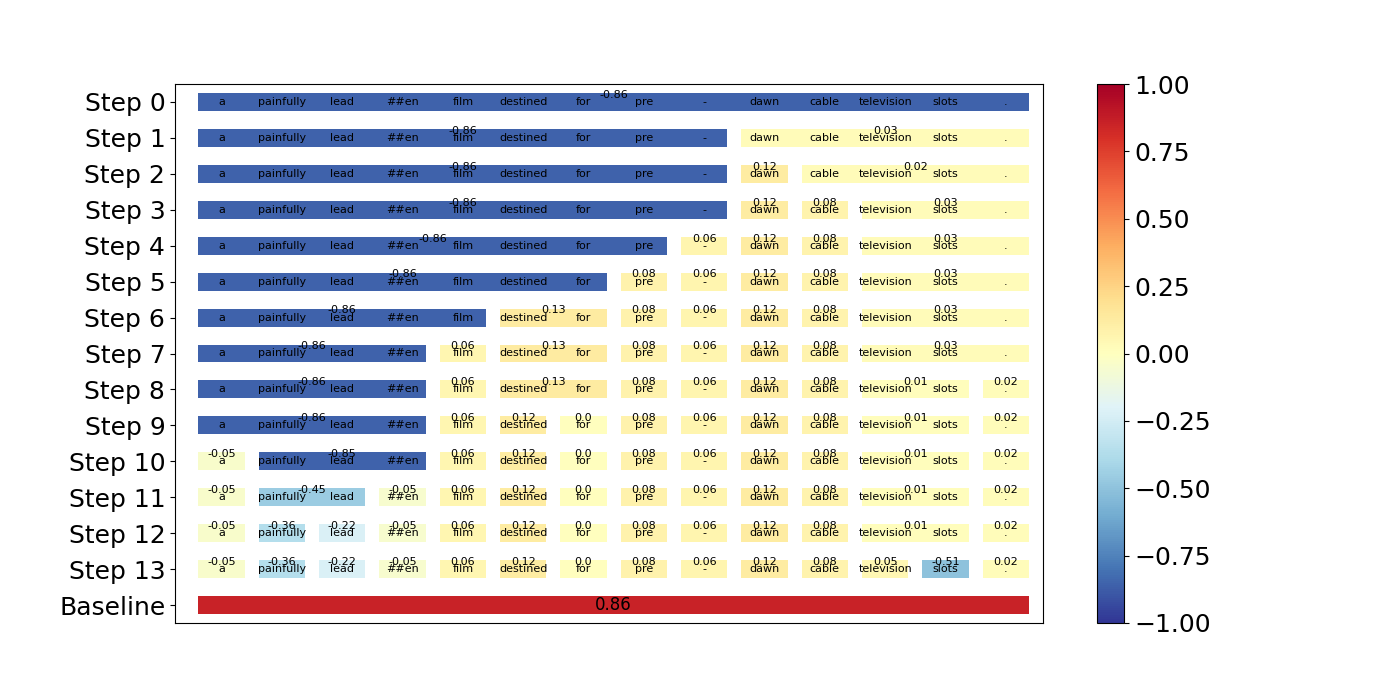 -0.86
Step 0 a painfully lead ##en film destined for pre - dawn cable television slots .
-0.86 0.03
Step 1 a painfully lead ##en film destined for pre - dawn cable television slots .
-0.86 0.12 0.02
Step 2 a painfully lead ##en film destined for pre - dawn cable television slots .
-0.86 0.12 0.08 0.03
Step 3 a painfully lead ##en film destined for pre - dawn cable television slots .
-0.86 0.06 0.12 0.08 0.03
Step 4 a painfully lead ##en film destined for pre - dawn cable television slots .
-0.86 0.08 0.06 0.12 0.08 0.03
Step 5 a painfully lead ##en film destined for pre - dawn cable television slots .
-0.86 0.13 0.08 0.06 0.12 0.08 0.03
Step 6 a painfully lead ##en film destined for pre - dawn cable television slots .
-0.86 0.06 0.13 0.08 0.06 0.12 0.08 0.03
Step 7 a painfully lead ##en film destined for pre - dawn cable television slots .
-0.86 0.06 0.13 0.08 0.06 0.12 0.08 0.01 0.02
Step 8 a painfully lead ##en film destined for pre - dawn cable television slots .
-0.86 0.06 0.12 0.0 0.08 0.06 0.12 0.08 0.01 0.02
Step 9 a painfully lead ##en film destined for pre - dawn cable television slots .
-0.05 -0.85 0.06 0.12 0.0 0.08 0.06 0.12 0.08 0.01 0.02
Step 10 a painfully lead ##en film destined for pre - dawn cable television slots .
-0.05 -0.45 -0.05 0.06 0.12 0.0 0.08 0.06 0.12 0.08 0.01 0.02
Step 11 a painfully lead ##en film destined for pre - dawn cable television slots .
-0.05 -0.36 -0.22 -0.05 0.06 0.12 0.0 0.08 0.06 0.12 0.08 0.01 0.02
Step 12 a painfully lead ##en film destined for pre - dawn cable television slots .
-0.05 -0.36 -0.22 -0.05 0.06 0.12 0.0 0.08 0.06 0.12 0.08 0.05 -0.51 0.02
Step 13 a painfully lead ##en film destined for pre - dawn cable television slots .
Baseline 0.86
1.00
0.75
0.50
0.25
0.00
−0.25
−0.50
−0.75
−1.00